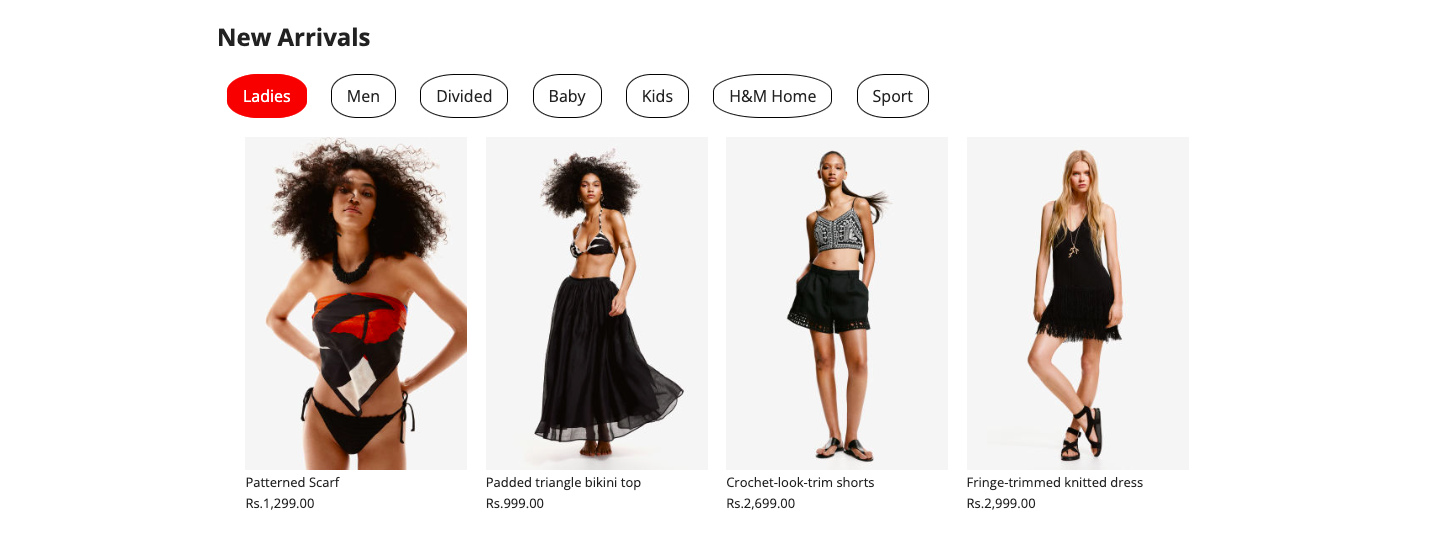 New Arrivals
Ladies Men Divided Baby Kids H&M Home Sport
Patterned Scarf
Rs.1,299.00
Padded triangle bikini top
Rs.999.00
Crochet-look-trim shorts
Rs.2,699.00
Fringe-trimmed knitted dress
Rs.2,999.00